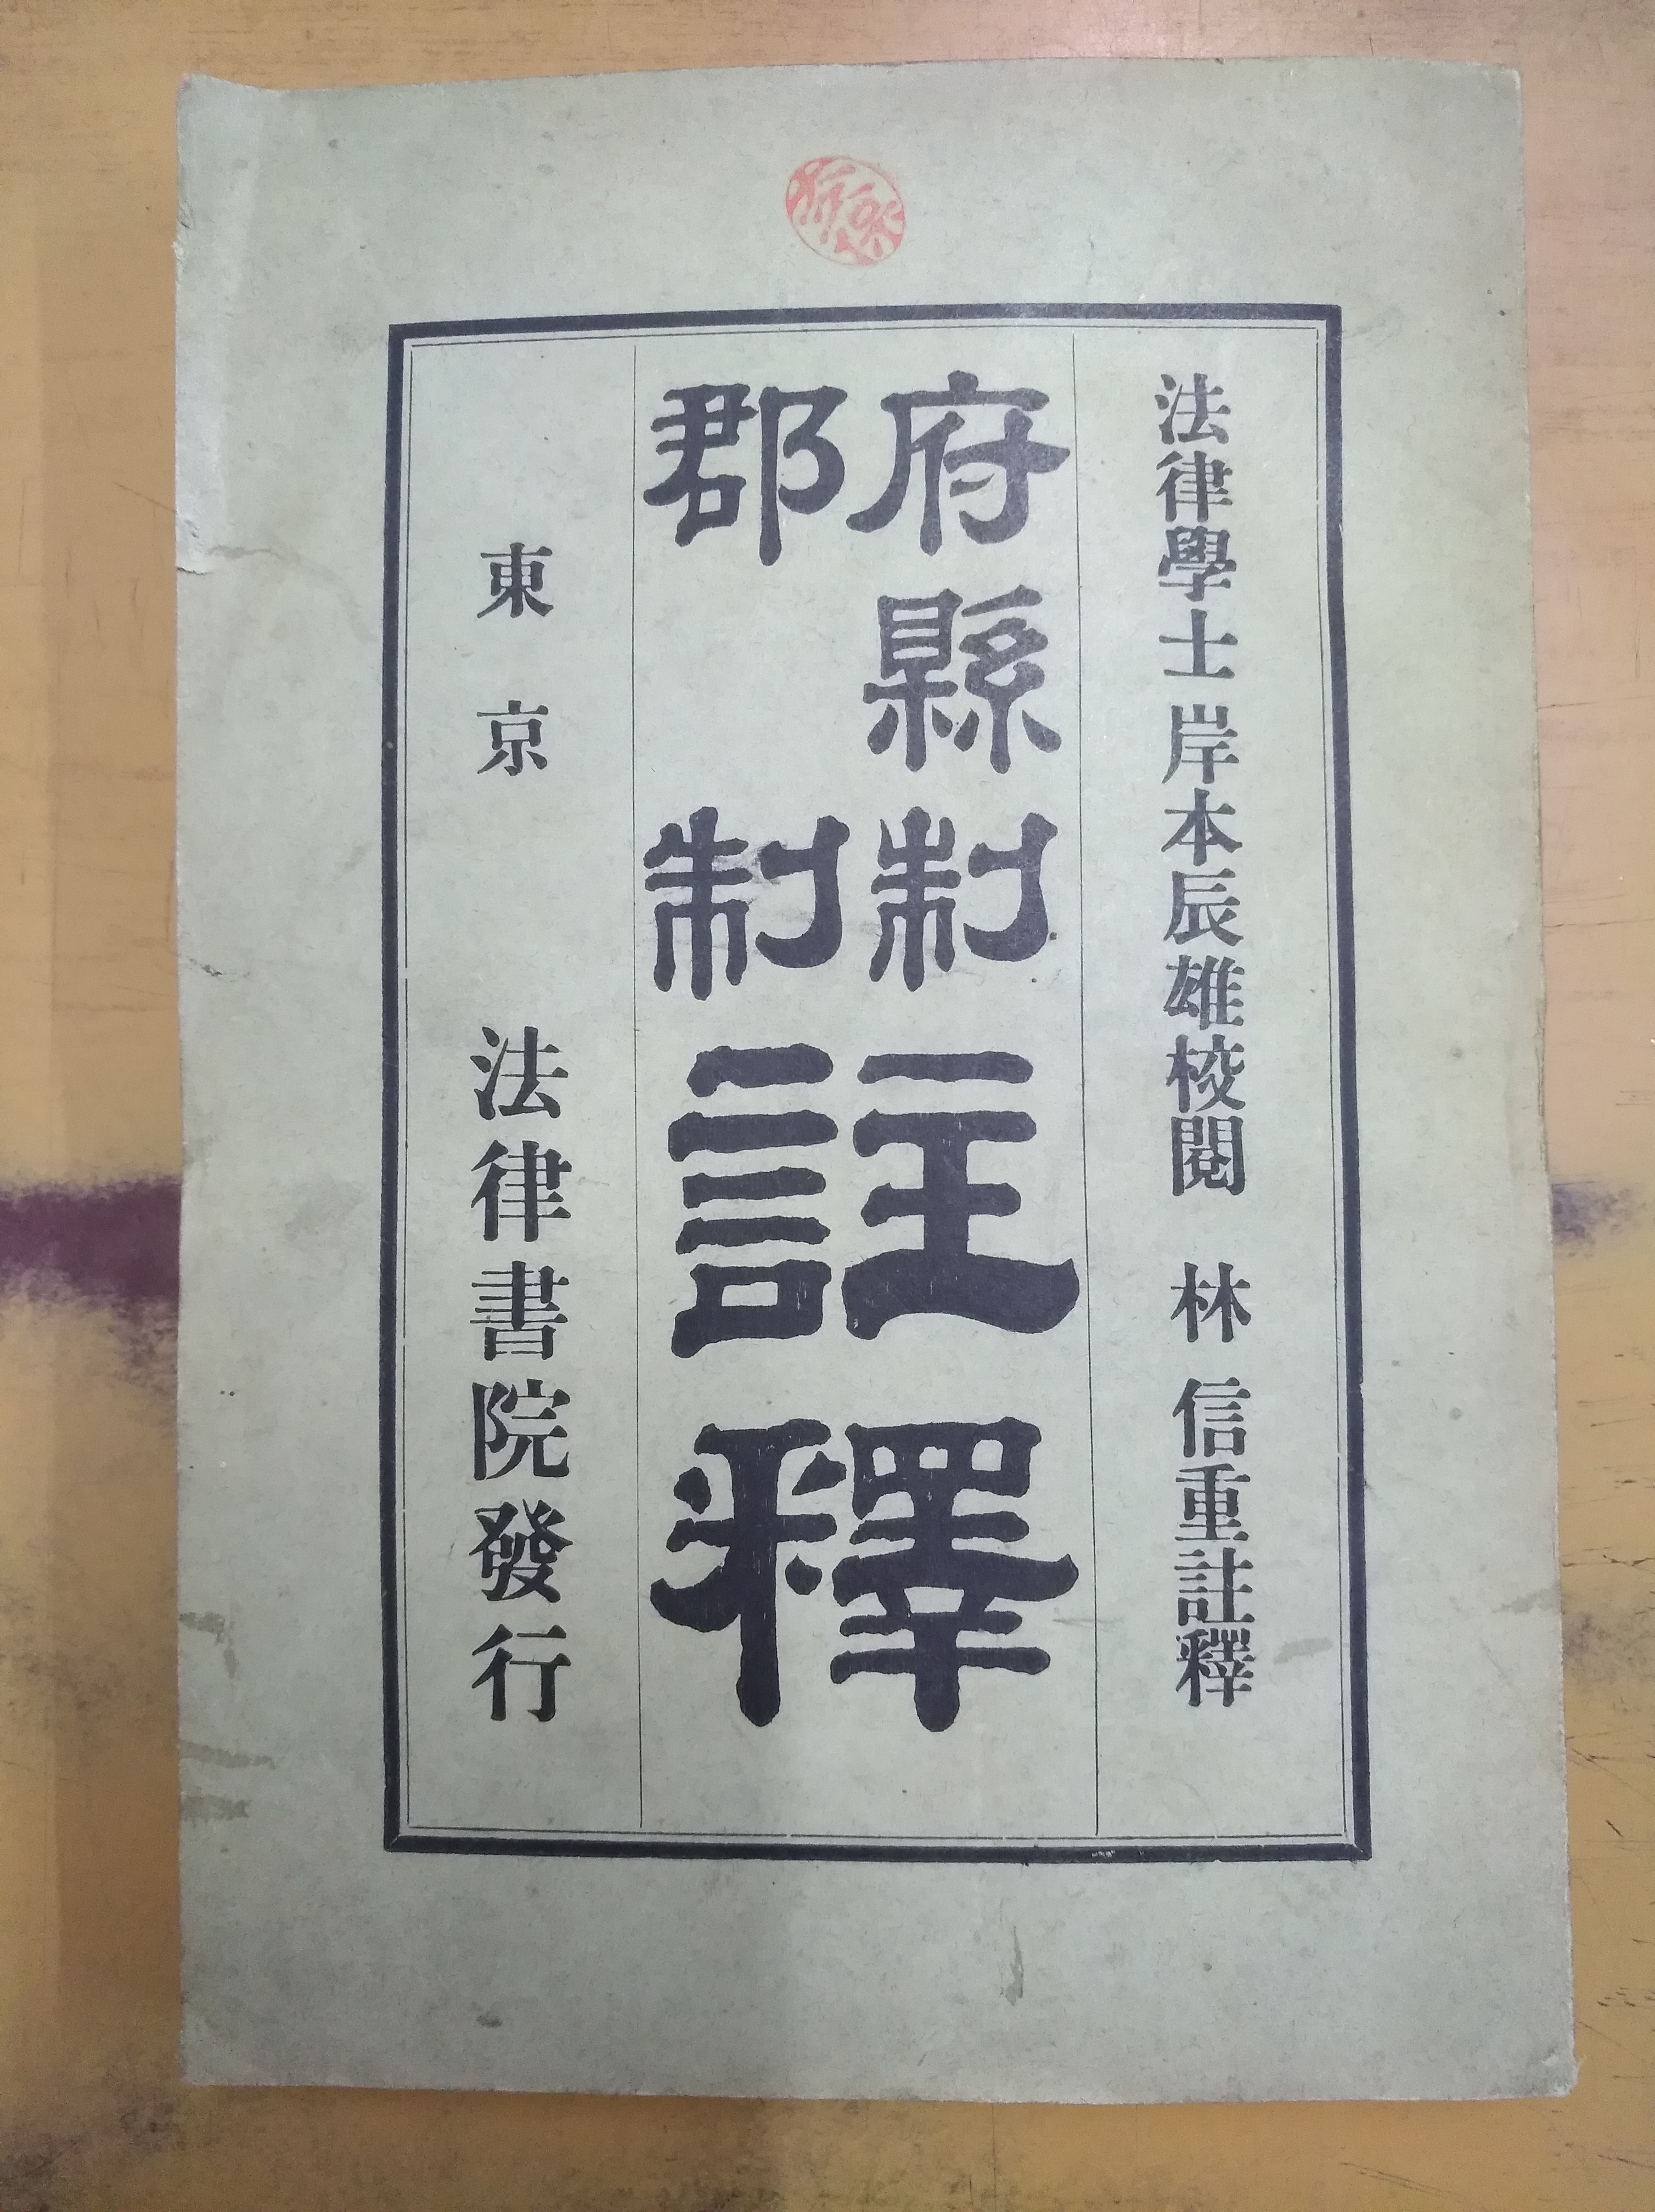 法律學士岸本辰雄校閱 林信重註釋
府縣制
郡制
註釋
東京 法律書院發行